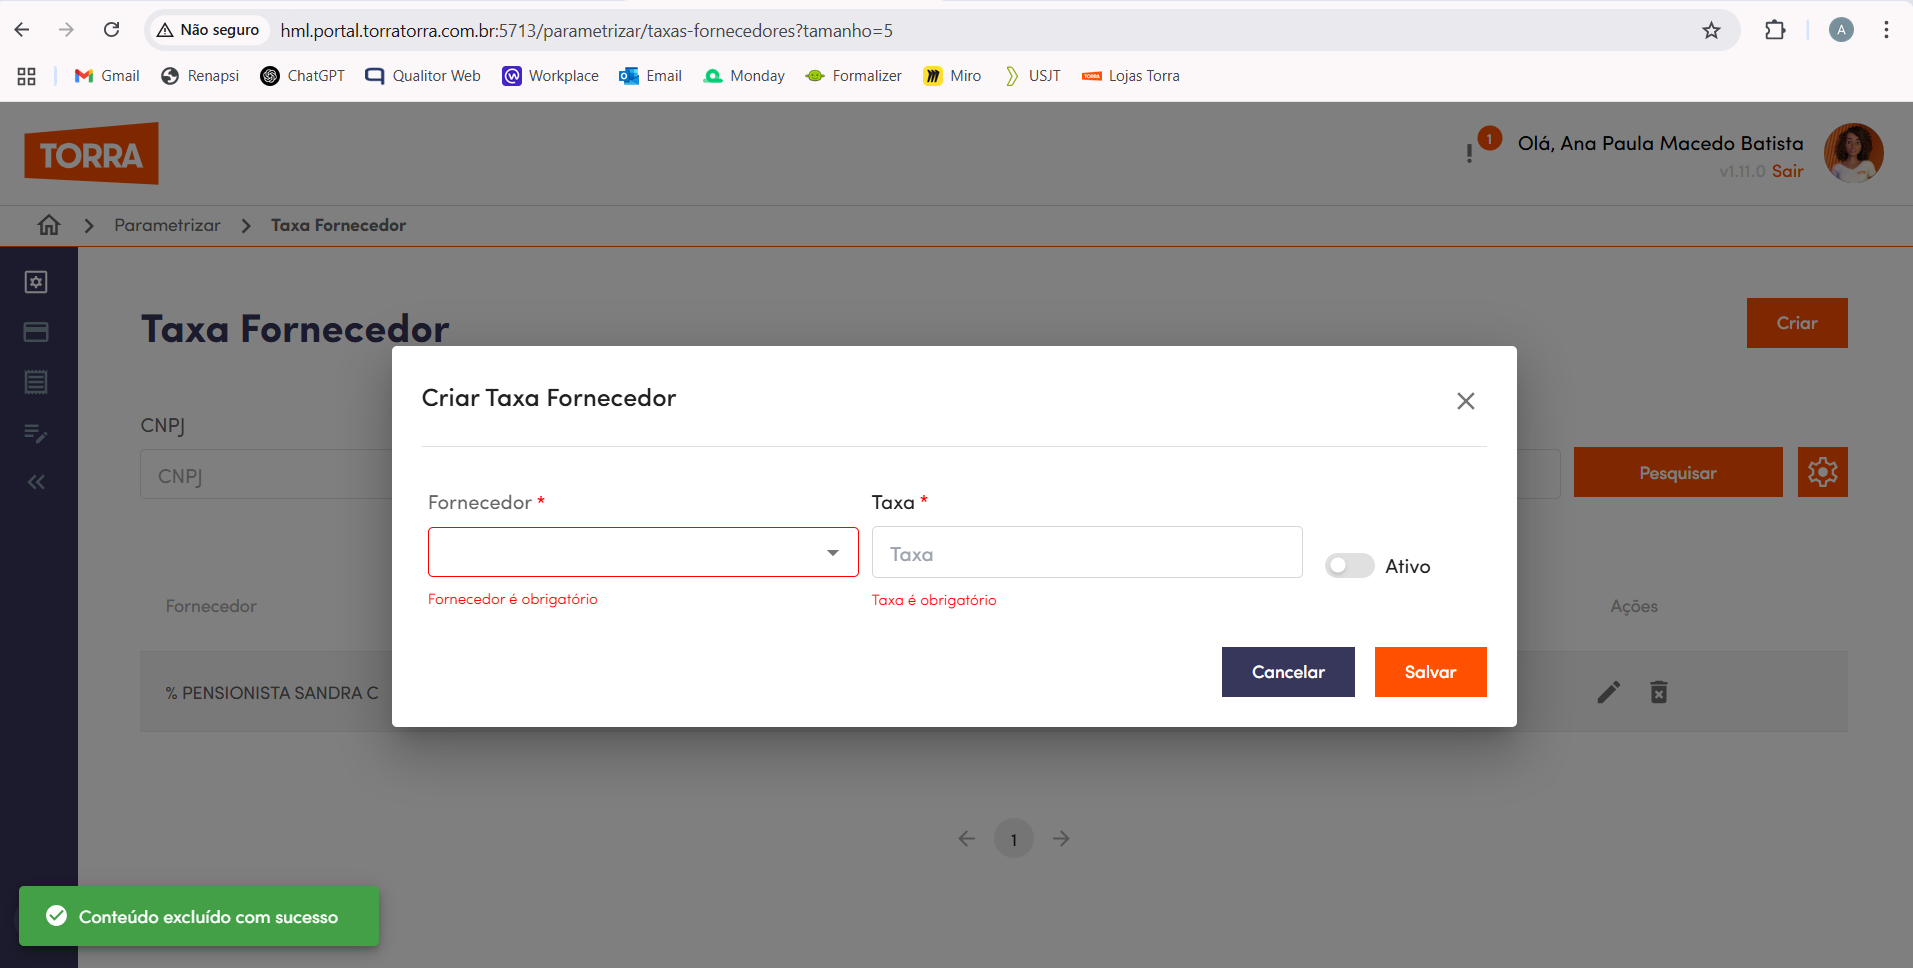 Não seguro
hml.portal.torratorra.com.br:5713/parametrizar/taxas-fornecedores?tamanho=5
A
Gmail
Renapsi
ChatGPT
Qualitor Web
Workplace
Email
Monday
Formalizer
Miro
USJT
TORRA
Lojas Torra
TORRA
! 1
Olá, Ana Paula Macedo Batista
v1.11.0 Sair
Parametrizar
Taxa Fornecedor
Taxa Fornecedor
Criar
CNPJ
CNPJ
Pesquisar
Fornecedor
Ações
% PENSIONISTA SANDRA C
Criar Taxa Fornecedor
Fornecedor *
Taxa *
Taxa
Ativo
Fornecedor é obrigatório
Taxa é obrigatório
Cancelar
Salvar
1
Conteúdo excluído com sucesso